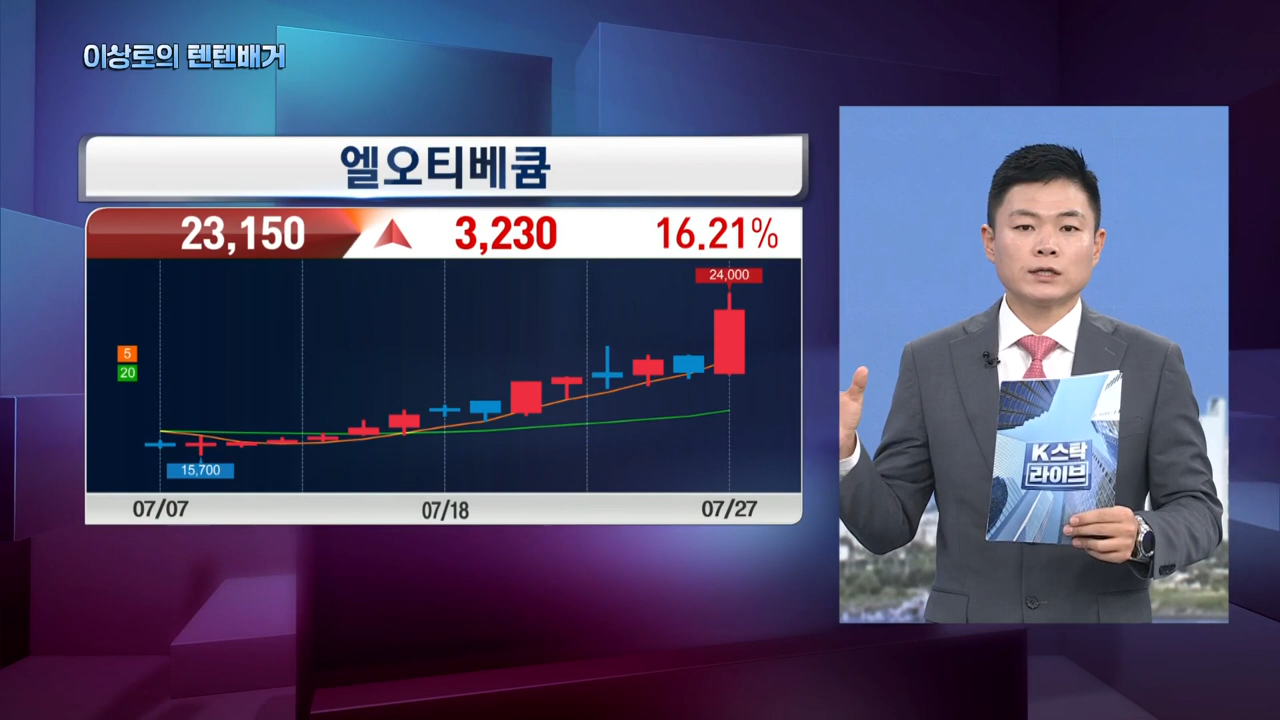 이상로의 텐텐배거
엘오티베큠
23,150 3,230 16.21%
24,000
5
20
15,700
07/07 07/18 07/27
K스탁
라이브